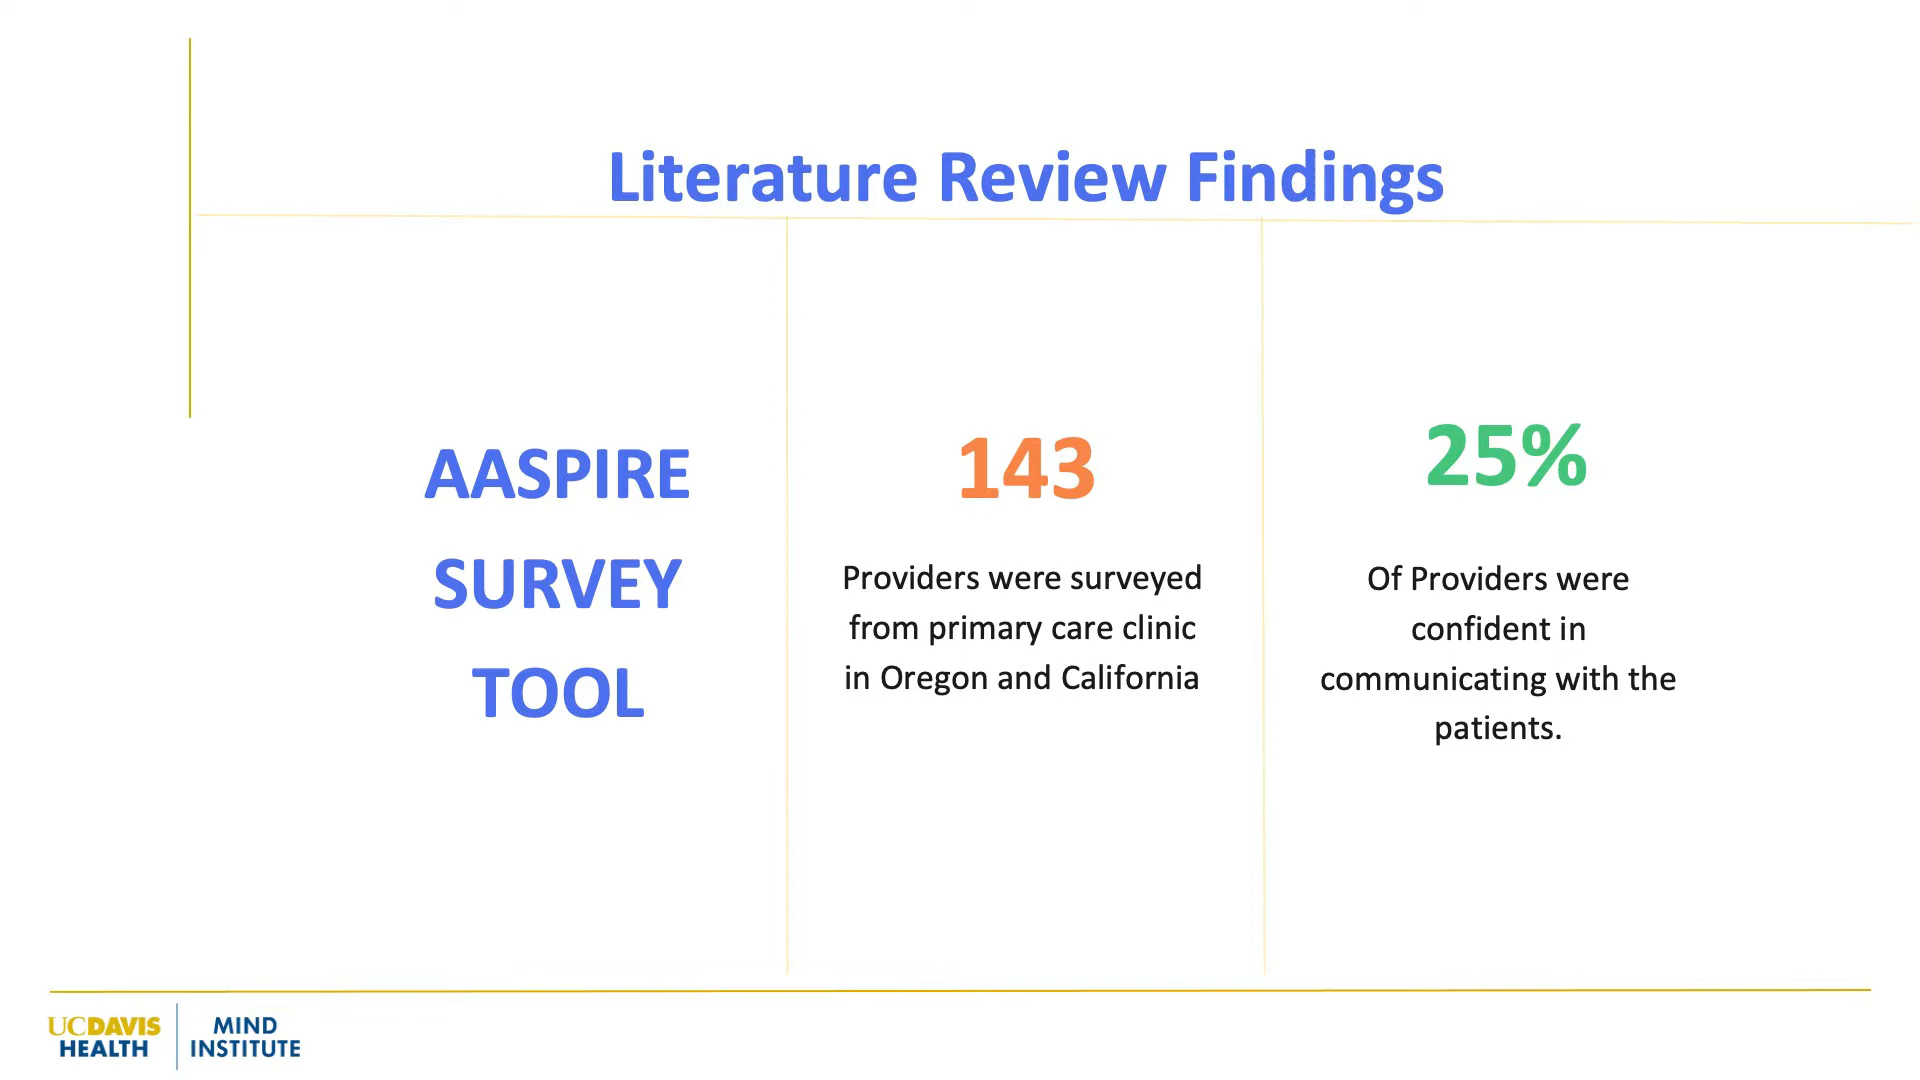 Literature Review Findings
AASPIRE
SURVEY
TOOL
143
Providers were surveyed
from primary care clinic
in Oregon and California
25%
Of Providers were
confident in
communicating with the
patients.
UCDAVIS
HEALTH
MIND
INSTITUTE